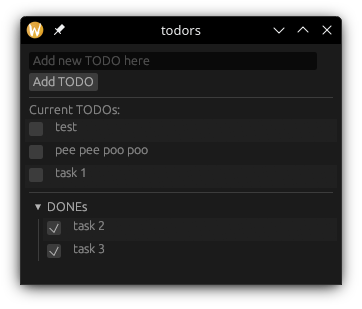 todors
Add new TODO here
Add TODO
Current TODOs:
test
pee pee poo poo
task 1
DONEs
task 2
task 3